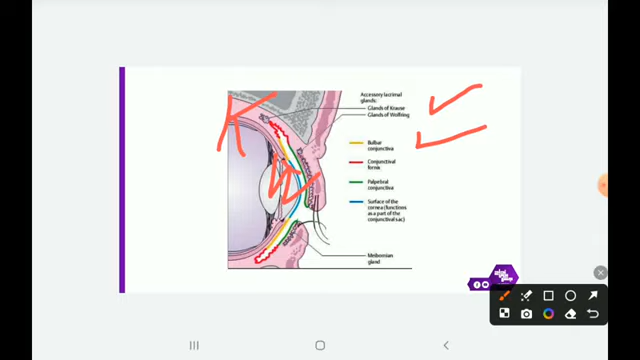 Accessory lacrimal
glands:
Glands of Krause
Glands of Wolfring
Bulbar
conjunctiva
Conjunctival
fornix
Palpebral
conjunctiva
Surface of the
cornea (functions
as a part of the
conjunctival sac)
Meibomian
gland
K
W